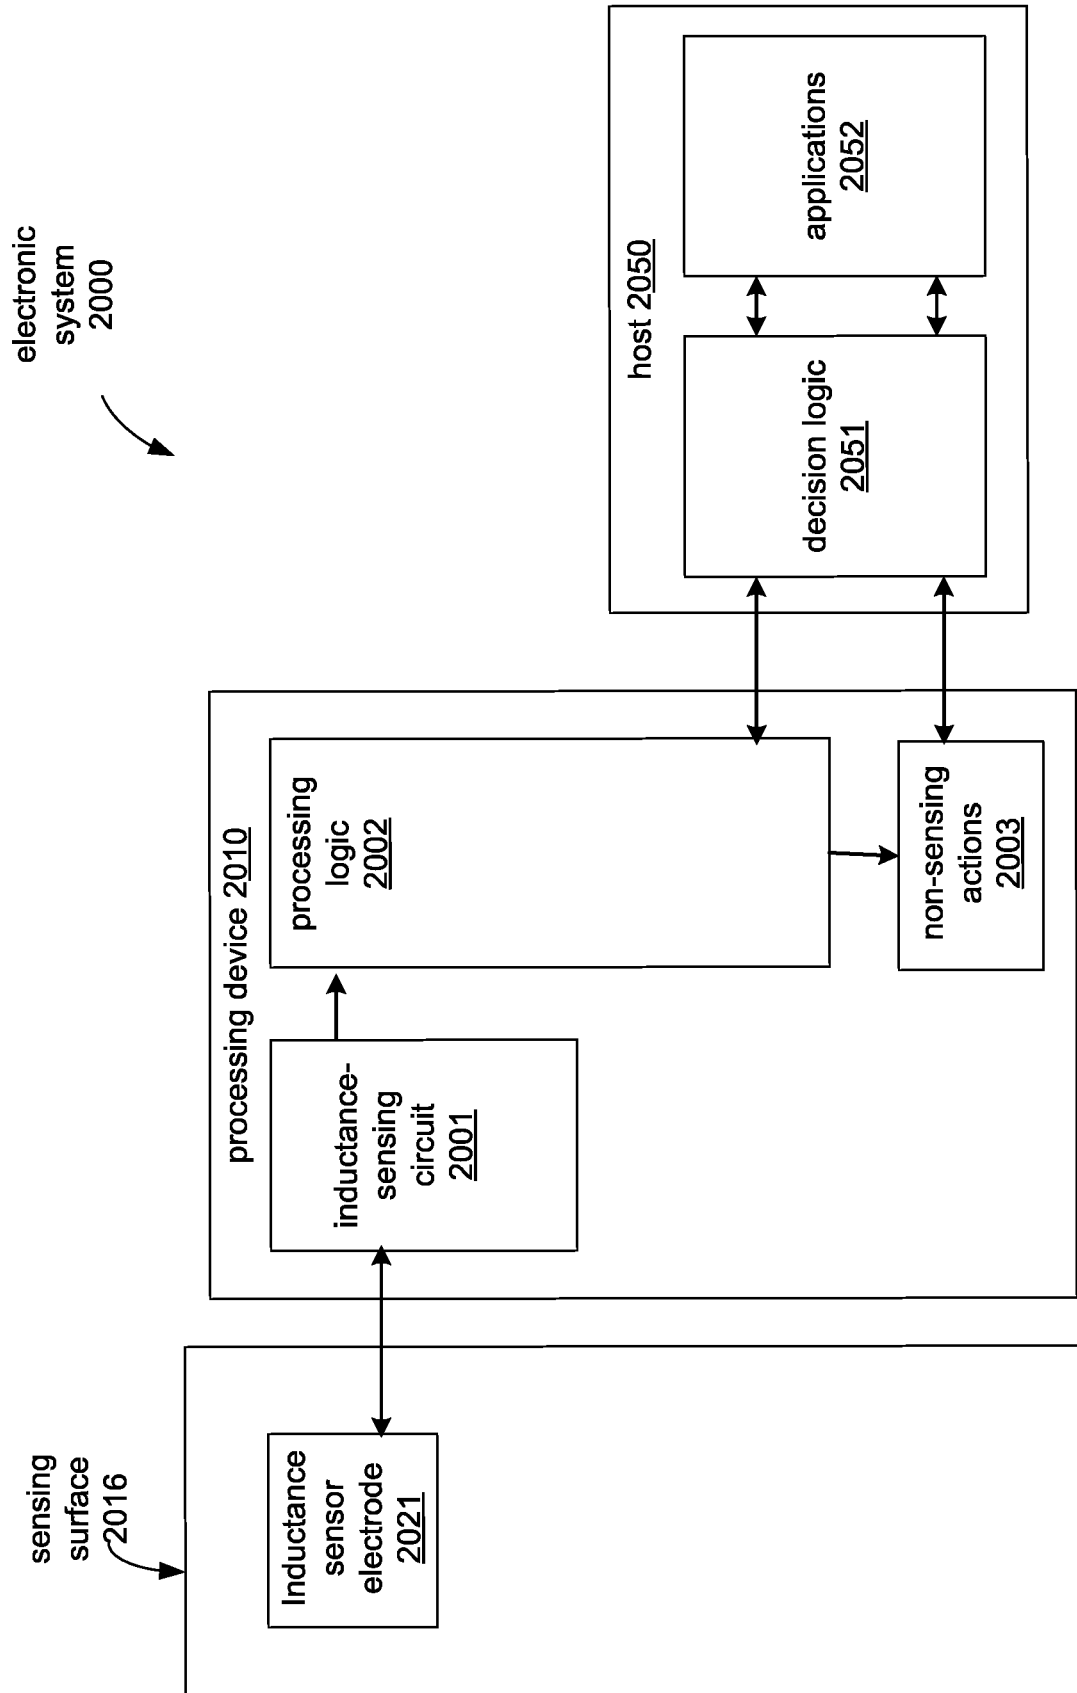 electronic
system
2000
sensing
surface
2016
Inductance
sensor
electrode
2021
processing device 2010
inductance-
sensing
circuit
2001
processing
logic
2002
non-sensing
actions
2003
host 2050
decision logic
2051
applications
2052